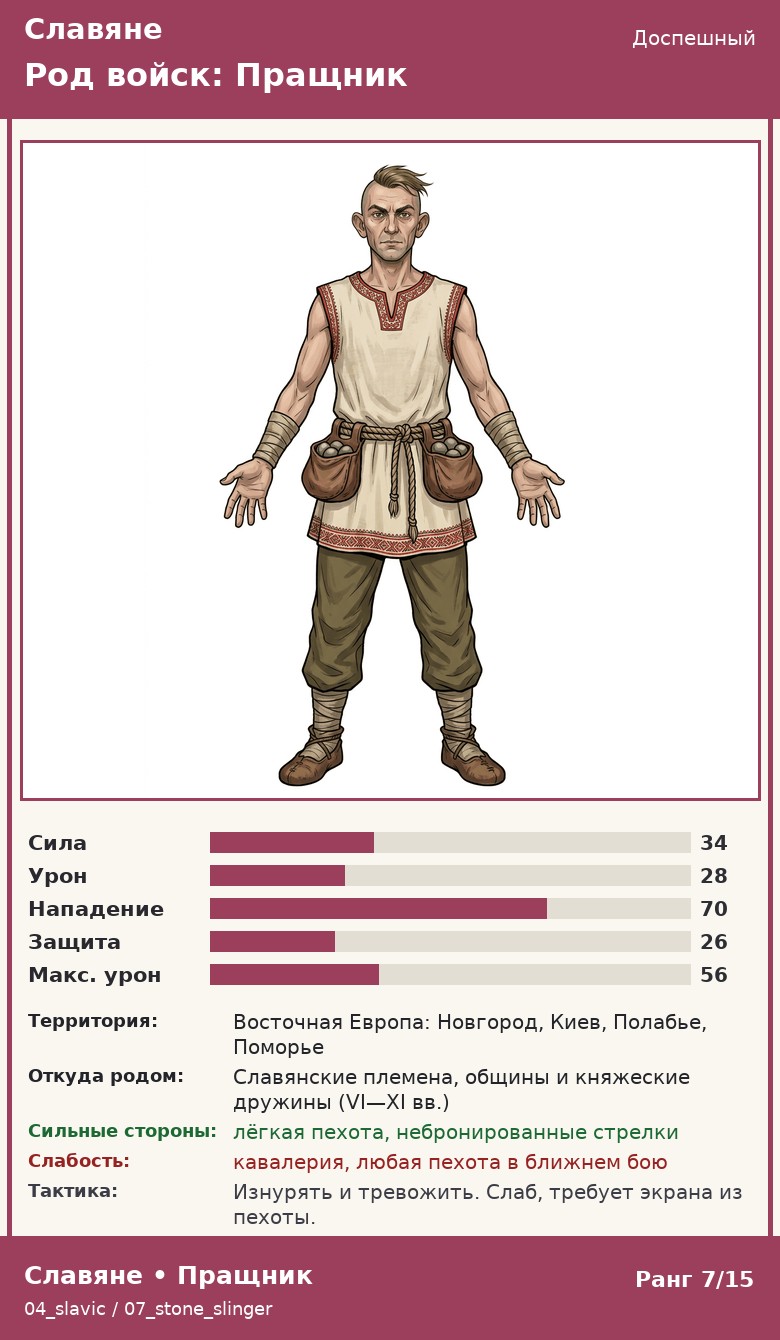 Славяне
Доспешный
Род войск: Пращник
Сила 34
Урон 28
Нападение 70
Защита 26
Макс. урон 56
Территория: Восточная Европа: Новгород, Киев, Полабье,
Поморье
Откуда родом: Славянские племена, общины и княжеские
дружины (VI—XI вв.)
Сильные стороны: лёгкая пехота, небронированные стрелки
Слабость: кавалерия, любая пехота в ближнем бою
Тактика: Изнурять и тревожить. Слаб, требует экрана из
пехоты.
Славяне • Пращник
Ранг 7/15
04_slavic / 07_stone_slinger